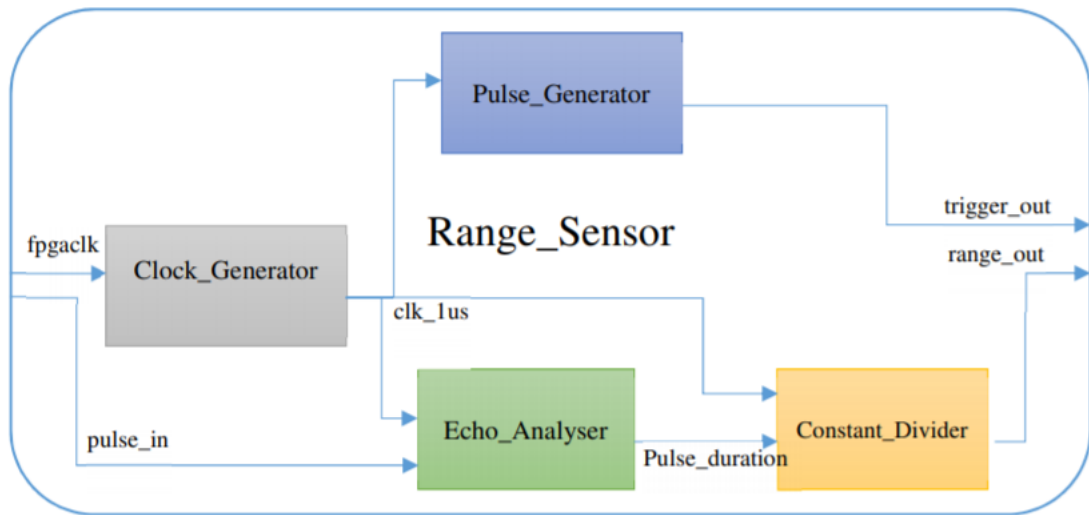 Pulse_Generator
trigger_out
Range_Sensor
fpgaclk
range_out
Clock_Generator
clk_1us
pulse_in
Echo_Analyser
Constant_Divider
Pulse_duration